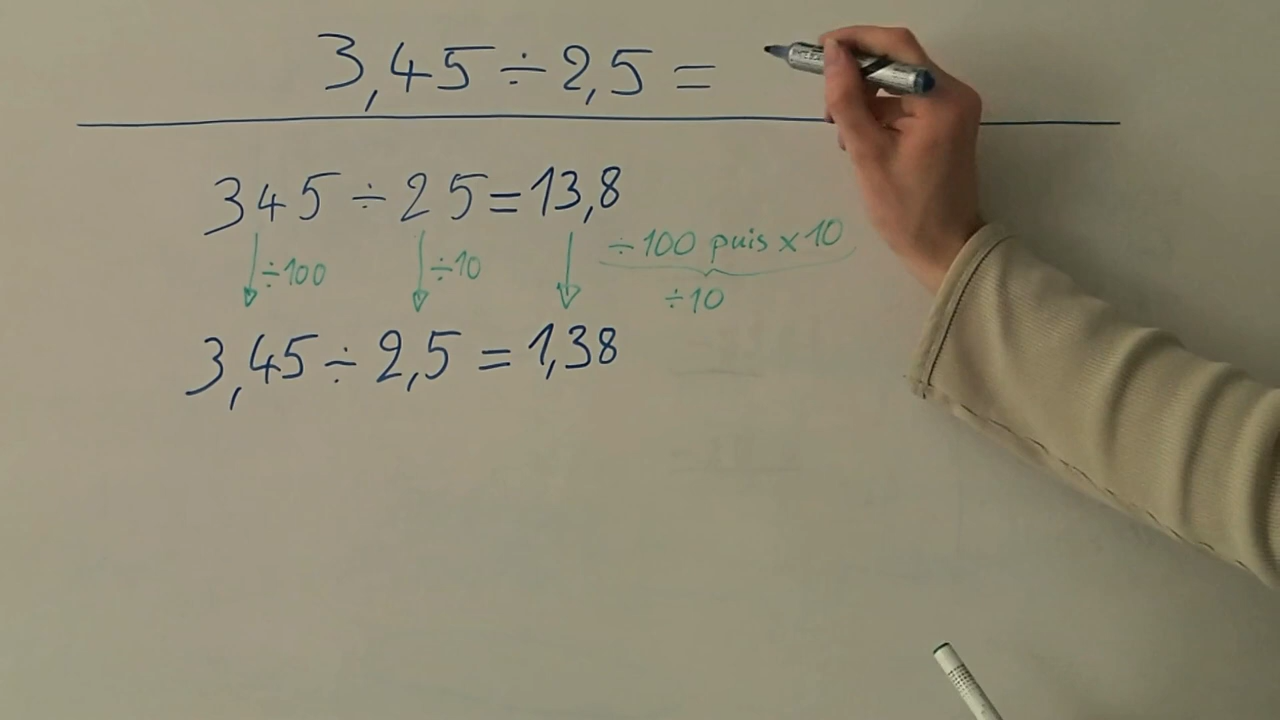 3,45 ÷ 2,5 =
345 ÷ 25 = 13,8
÷100 ÷10 ÷100 puis x 10
÷10
3,45 ÷ 2,5 = 1,38